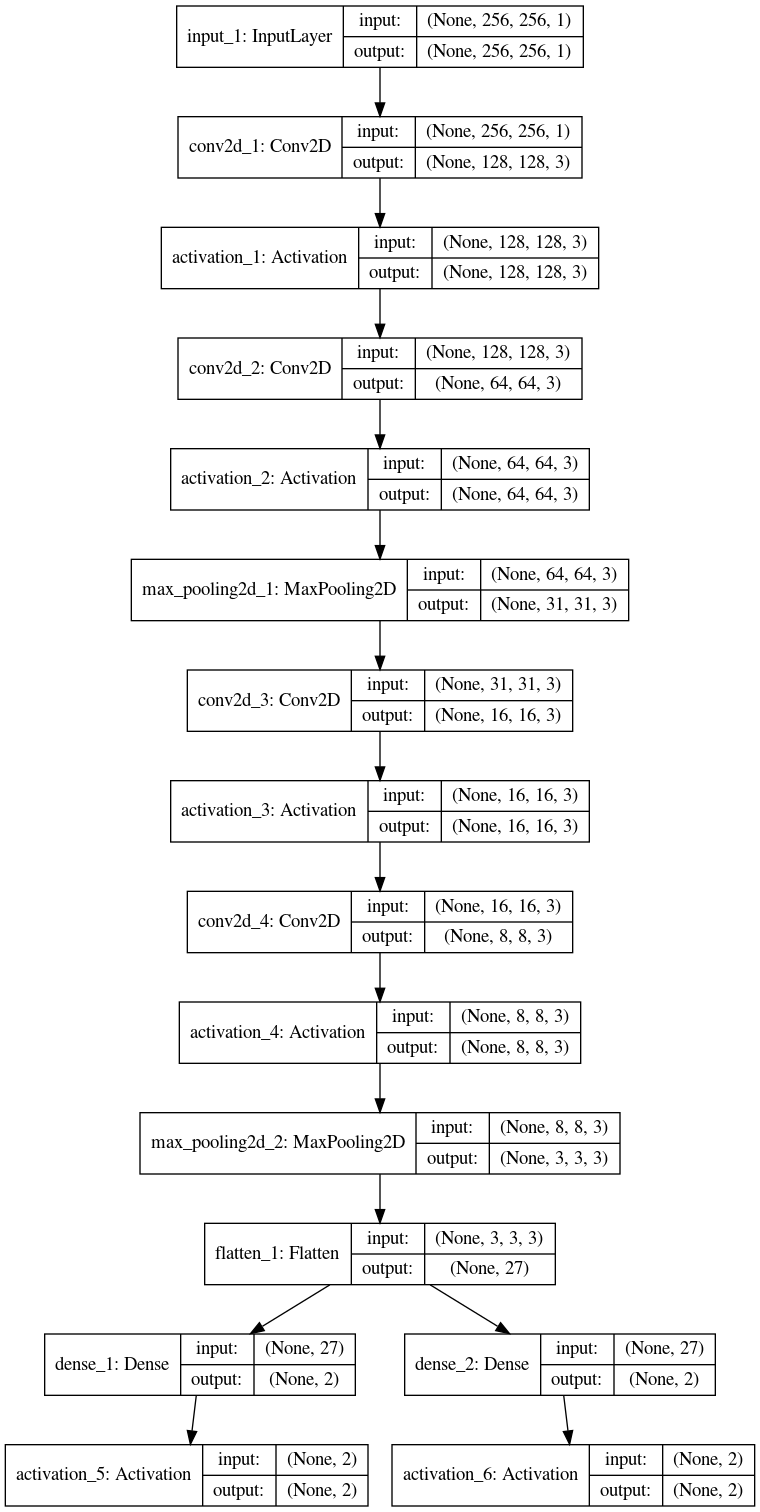 input_1: InputLayer
input: (None, 256, 256, 1)
output: (None, 256, 256, 1)
conv2d_1: Conv2D
input: (None, 256, 256, 1)
output: (None, 128, 128, 3)
activation_1: Activation
input: (None, 128, 128, 3)
output: (None, 128, 128, 3)
conv2d_2: Conv2D
input: (None, 128, 128, 3)
output: (None, 64, 64, 3)
activation_2: Activation
input: (None, 64, 64, 3)
output: (None, 64, 64, 3)
max_pooling2d_1: MaxPooling2D
input: (None, 64, 64, 3)
output: (None, 31, 31, 3)
conv2d_3: Conv2D
input: (None, 31, 31, 3)
output: (None, 16, 16, 3)
activation_3: Activation
input: (None, 16, 16, 3)
output: (None, 16, 16, 3)
conv2d_4: Conv2D
input: (None, 16, 16, 3)
output: (None, 8, 8, 3)
activation_4: Activation
input: (None, 8, 8, 3)
output: (None, 8, 8, 3)
max_pooling2d_2: MaxPooling2D
input: (None, 8, 8, 3)
output: (None, 3, 3, 3)
flatten_1: Flatten
input: (None, 3, 3, 3)
output: (None, 27)
dense_1: Dense
input: (None, 27)
output: (None, 2)
dense_2: Dense
input: (None, 27)
output: (None, 2)
activation_5: Activation
input: (None, 2)
output: (None, 2)
activation_6: Activation
input: (None, 2)
output: (None, 2)